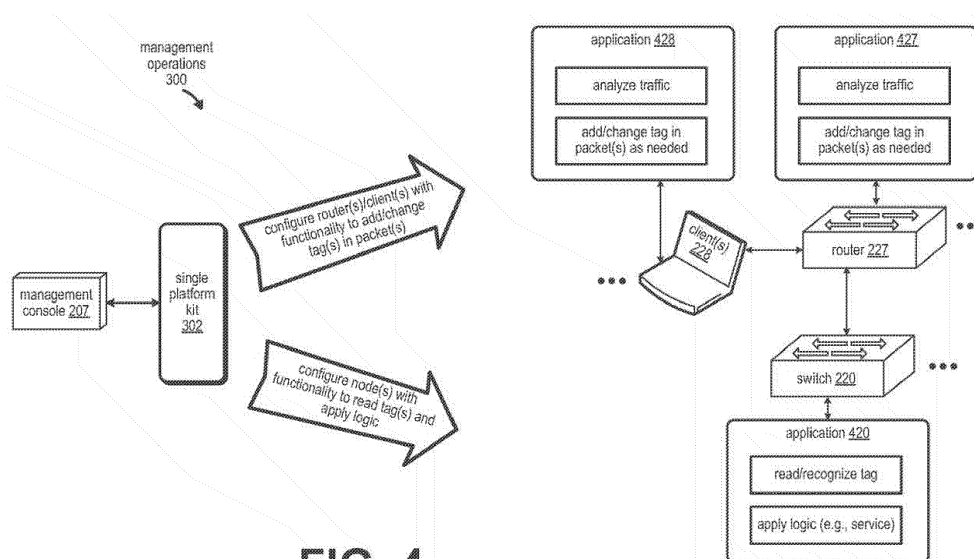 management
operations
300
application 428
analyze traffic
add/change tag in
packet(s) as needed
application 427
analyze traffic
add/change tag in
packet(s) as needed
configure router(s)/client(s) with
functionality to add/change
tag(s) in packet(s)
client(s)
228
router 227
management
console 207
single
platform
kit
302
configure node(s) with
functionality to read tag(s) and
apply logic
switch 220
application 420
read/recognize tag
apply logic (e.g., service)
FIG. 4